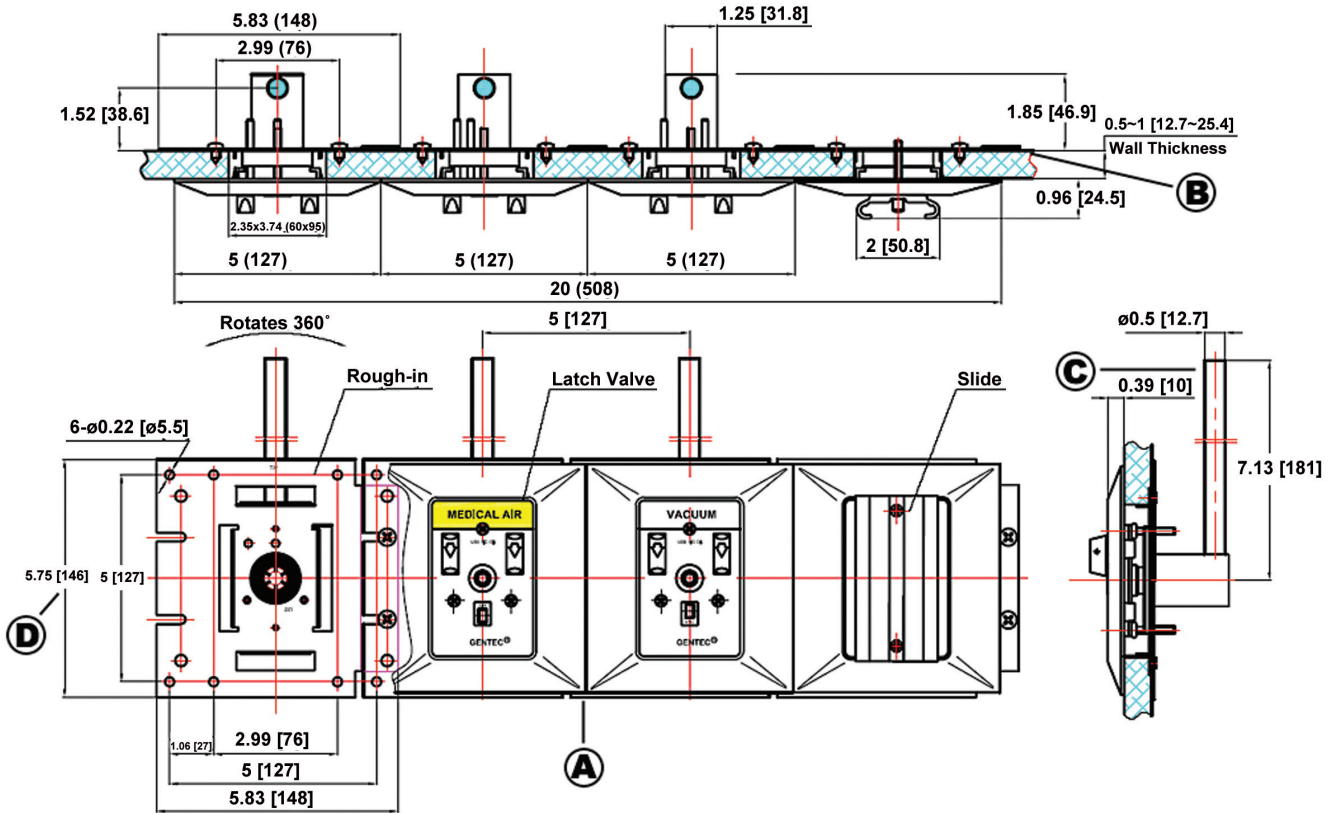 5.83 (148)
1.25 [31.8]
2.99 (76)
1.52 [38.6]
1.85 [46.9]
0.5~1 [12.7~25.4]
Wall Thickness
B
0.96 [24.5]
2.35x3.74 (60x95)
2 [50.8]
5 (127)
5 (127)
5 (127)
20 (508)
Rotates 360°
5 [127]
ø0.5 [12.7]
C
Rough-in
Latch Valve
Slide
0.39 [10]
6-ø0.22 [ø5.5]
7.13 [181]
MEDICAL AIR
VACUUM
5.75 [146]
5 [127]
D
GENTEC®
GENTEC®
1.06 [27]
2.99 [76]
5 [127]
A
5.83 [148]